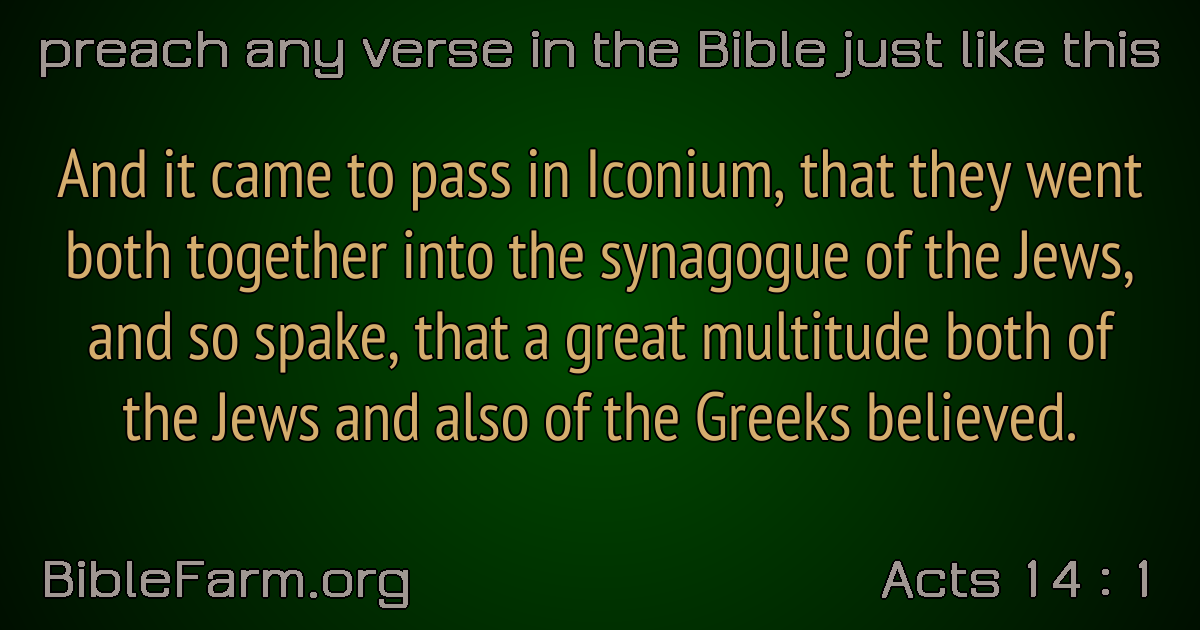 preach any verse in the Bible just like this
And it came to pass in Iconium, that they went
both together into the synagogue of the Jews,
and so spake, that a great multitude both of
the Jews and also of the Greeks believed.
BibleFarm.org
Acts 14 : 1